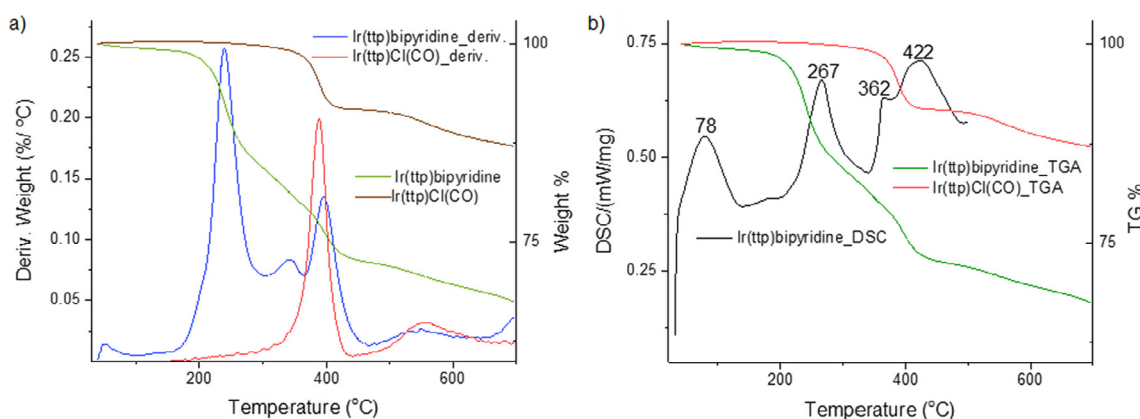 a)
Ir(ttp)bipyridine_deriv.
Ir(ttp)Cl(CO)_deriv.
0.25
0.20
0.15
0.10
0.05
Deriv. Weight (%/ °C)
100
75
Weight %
Ir(ttp)bipyridine
Ir(ttp)Cl(CO)
200
400
600
Temperature (°C)
b)
0.75
0.50
0.25
DSC/(mW/mg)
78
267
362
422
100
75
TG %
Ir(ttp)bipyridine_TGA
Ir(ttp)Cl(CO)_TGA
Ir(ttp)bipyridine_DSC
200
400
600
Temperature (°C)